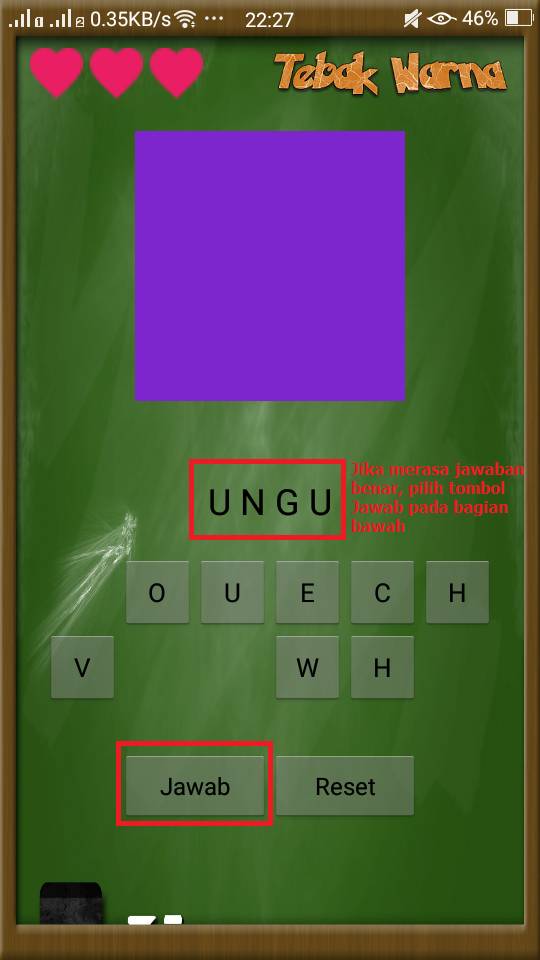 0.35KB/s ... 22:27 46%
Tebak Warna
UNGU
Jika merasa jawaban
benar, pilih tombol
Jawab pada bagian
bawah
O U E C H
V W H
Jawab Reset